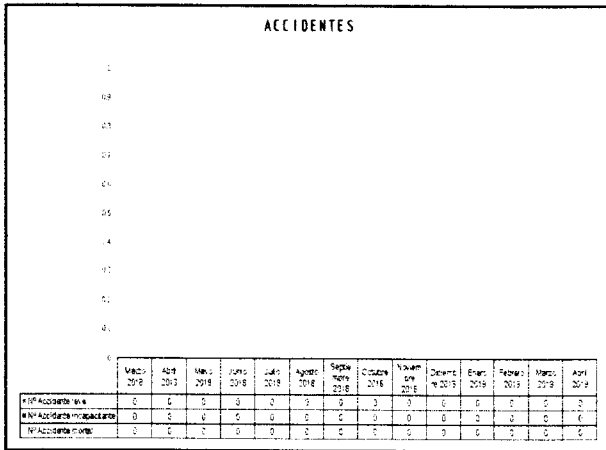 ACCIDENTES
1
0.9
0.8
0.7
0.6
0.5
0.4
0.3
0.2
0.1
0
Marzo 2018 Abril 2018 Mayo 2018 Junio 2018 Julio 2018 Agosto 2018 Septiembre 2018 Octubre 2018 Noviembre 2018 Diciembre 2018 Enero 2019 Febrero 2019 Marzo 2019 Abril 2019
Nº Accidente leve 0 0 0 0 0 0 0 0 0 0 0 0 0 0
Nº Accidente incapacitante 0 0 0 0 0 0 0 0 0 0 0 0 0 0
Nº Accidente mortal 0 0 0 0 0 0 0 0 0 0 0 0 0 0